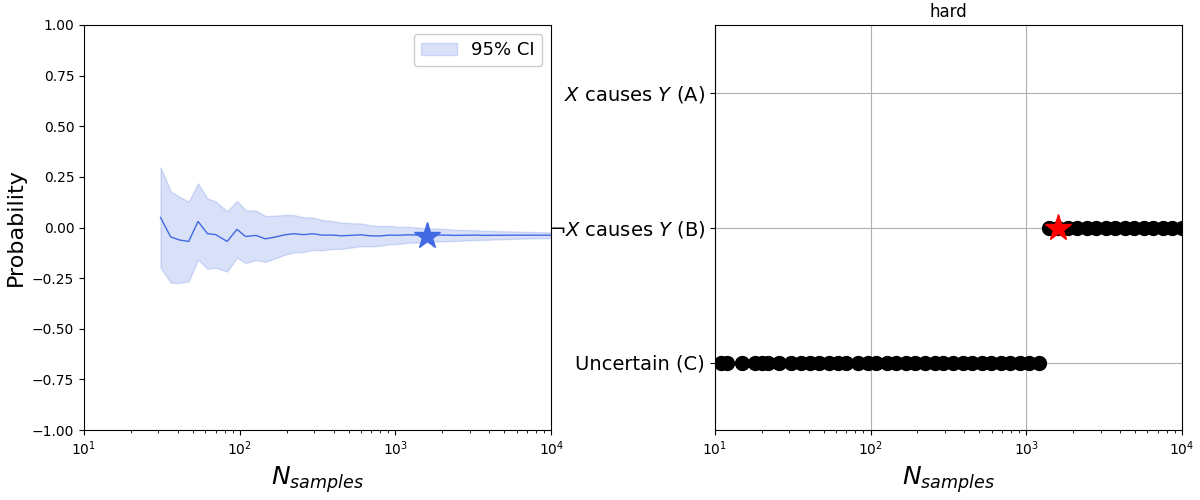 hard
1.00
0.75
0.50
0.25
0.00
−0.25
−0.50
−0.75
−1.00
Probability
95% CI
10¹ 10² 10³ 10⁴
N_samples
X causes Y (A)
¬X causes Y (B)
Uncertain (C)
10¹ 10² 10³ 10⁴
N_samples